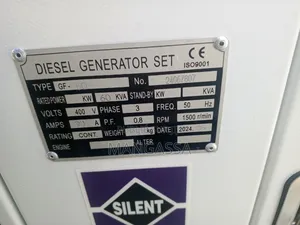 DIESEL GENERATOR SET CE
ISO9001
TYPE GF- No.
RATED POWER KW 60 KVA STAND-BY KW KVA
VOLTS 400 V PHASE 3 FREQ 50 Hz
AMPS A P.F. 0.8 RPM 1500 r/min
RATING CONT. kg DATE 2024
ENGINE ALTER.
SILENT